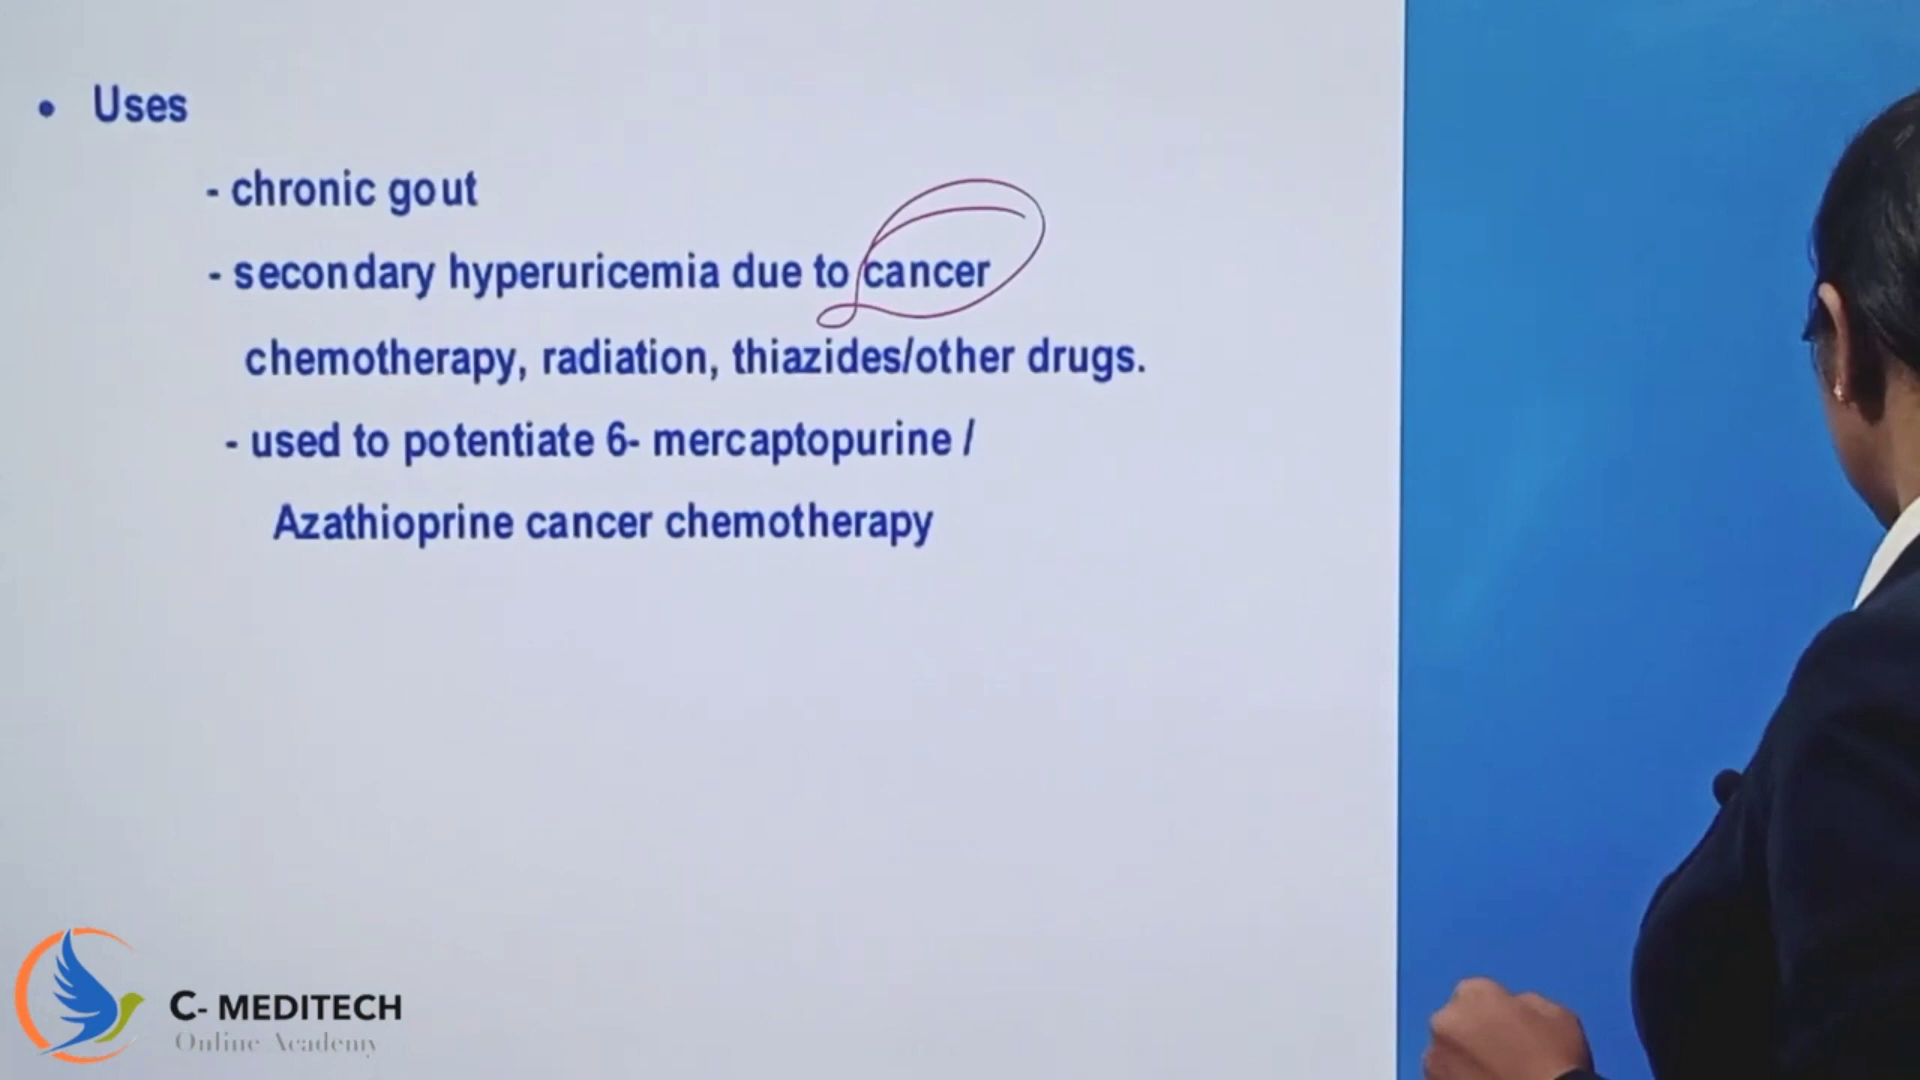 • Uses
- chronic gout
- secondary hyperuricemia due to cancer
chemotherapy, radiation, thiazides/other drugs.
- used to potentiate 6- mercaptopurine /
Azathioprine cancer chemotherapy
C- MEDITECH
Online Academy